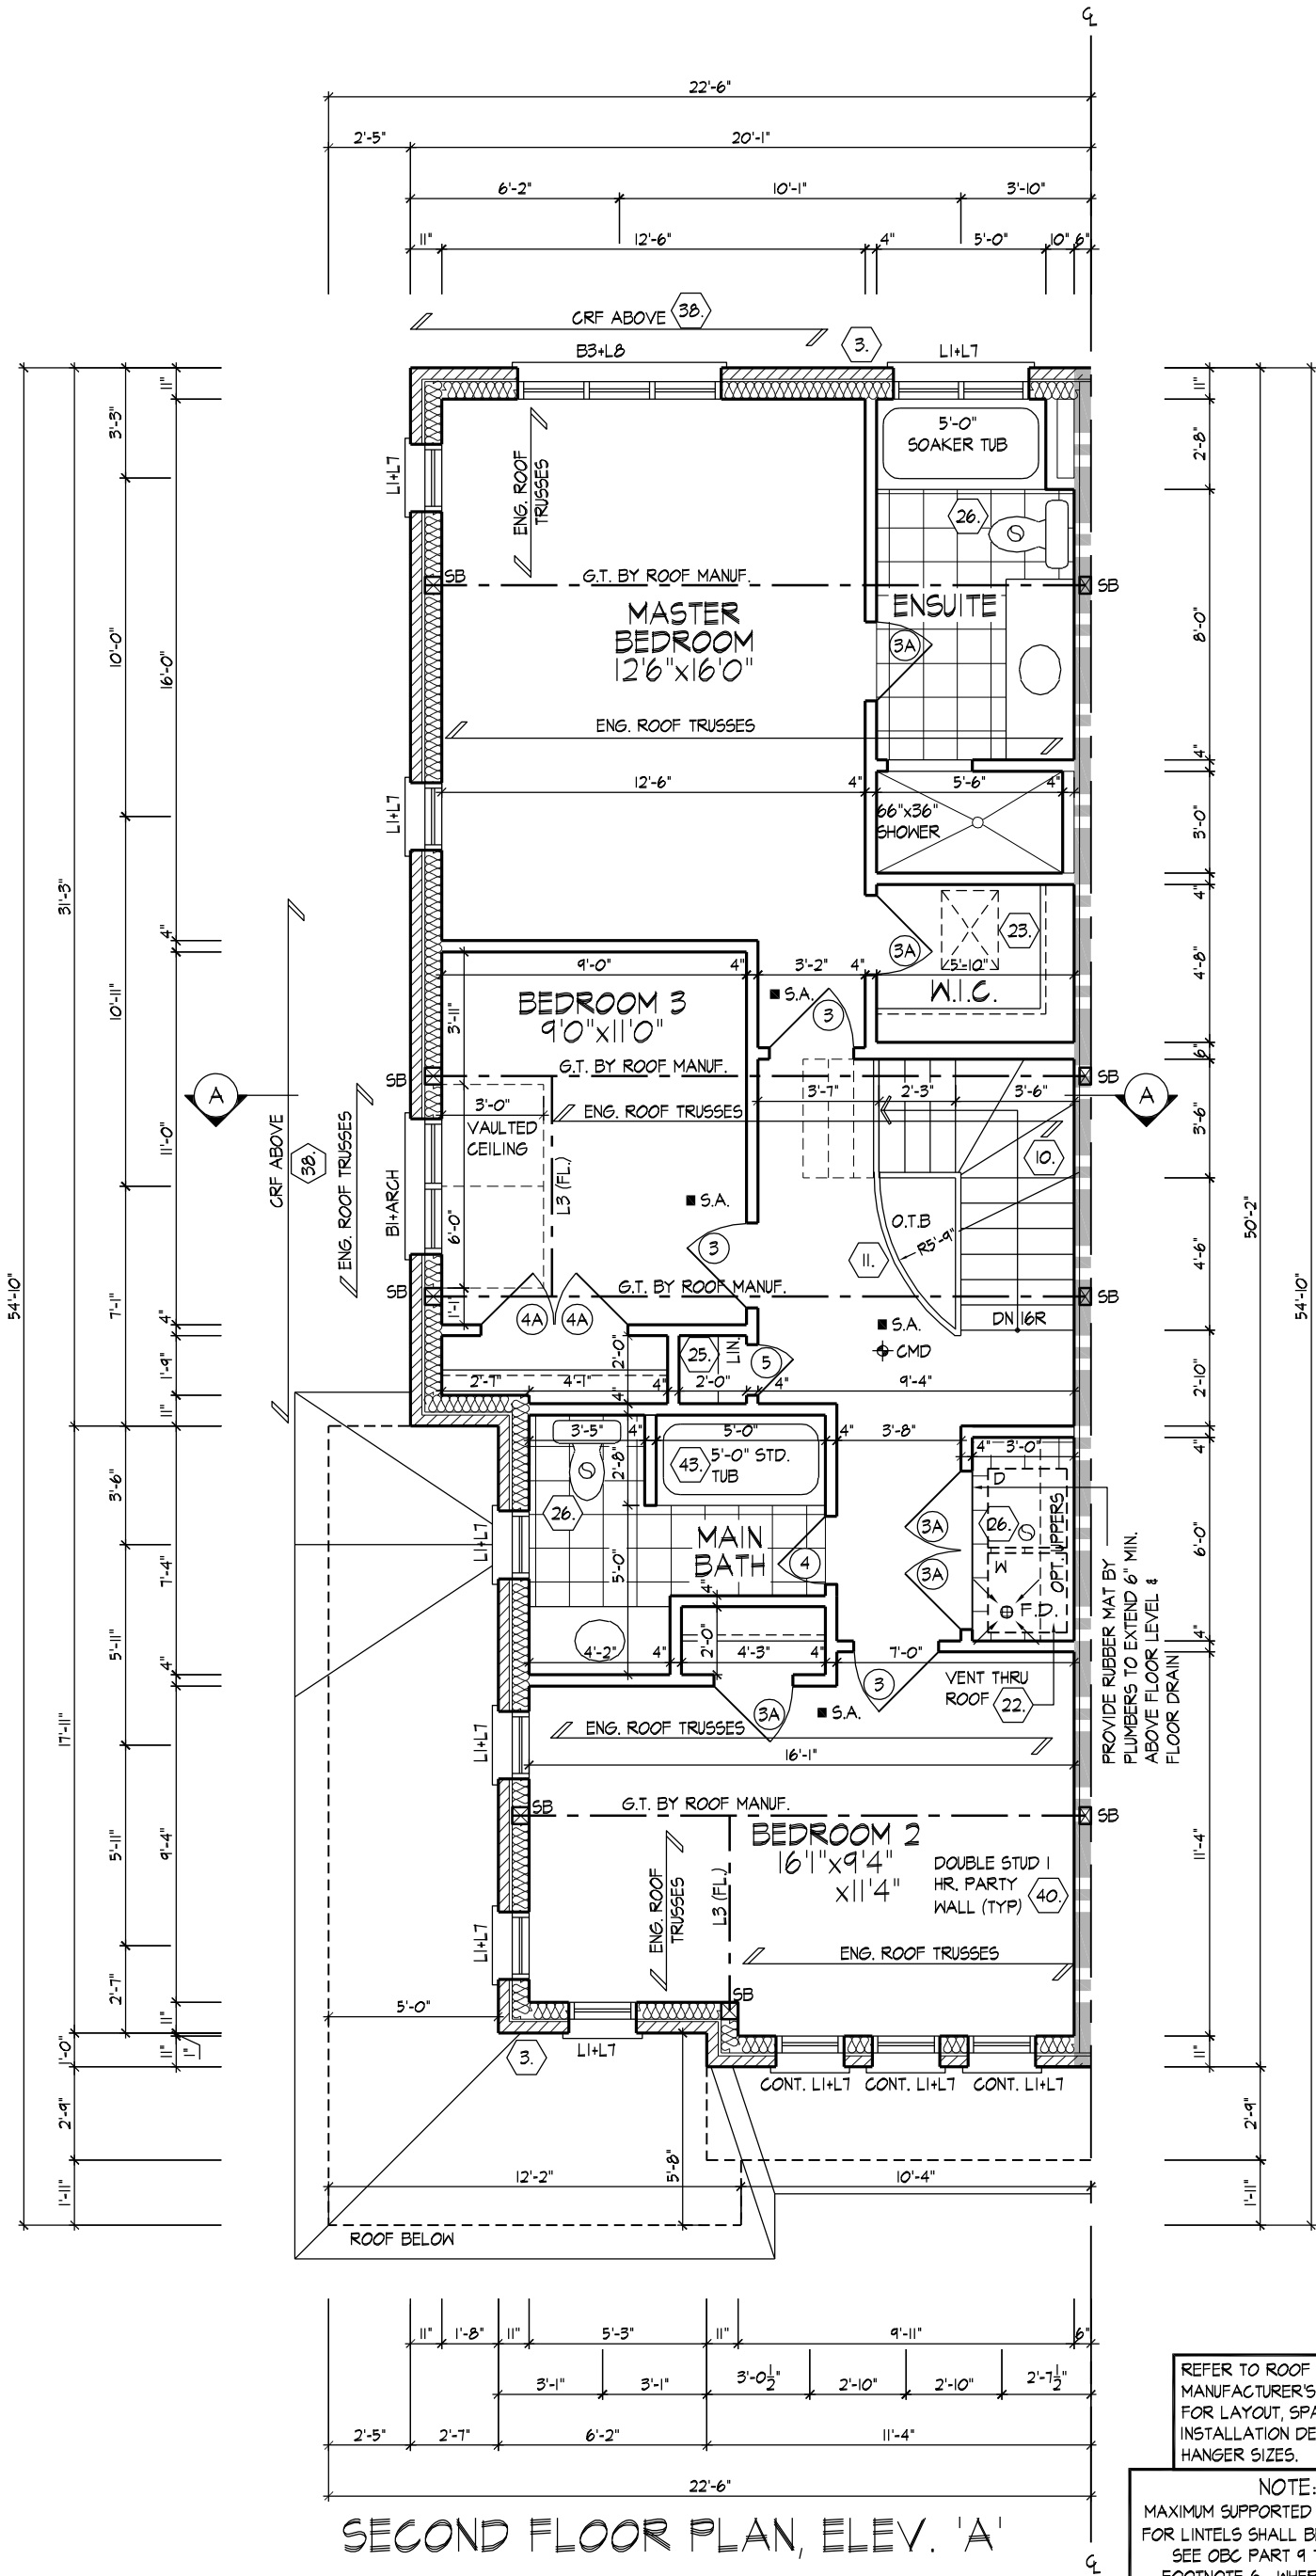 22'-6"
2'-5" 20'-1"
6'-2" 10'-1" 3'-10"
11" 12'-6" 4" 5'-0" 10" 6"
CRF ABOVE 38.
B3+L8
3.
L1+L7
5'-0"
SOAKER TUB
ENG. ROOF
TRUSSES
L1+L7
26.
SB
G.T. BY ROOF MANUF.
SB
MASTER
BEDROOM
12'6"x16'0"
ENSUITE
3A
ENG. ROOF TRUSSES
12'-6" 4" 5'-6" 4"
66"x36"
SHOWER
L1+L7
23.
3A
5'-10"
W.I.C.
9'-0" 4" 3'-2" 4"
S.A.
3
BEDROOM 3
9'0"x11'0"
3'-11"
G.T. BY ROOF MANUF.
SB
SB
A
A
3'-0"
VAULTED
CEILING
ENG. ROOF TRUSSES
3'-7" 2'-3" 3'-6"
10.
CRF ABOVE
38.
ENG. ROOF TRUSSES
B1+ARCH
6'-0"
L3 (FL.)
S.A.
3
O.T.B
R5'-9"
11.
G.T. BY ROOF MANUF.
SB
SB
1'-1"
4A 4A
DN 16R
S.A.
CMD
25.
LIN.
5
2'-0"
4"
2'-7" 4'-1" 4" 2'-0" 4" 9'-4"
3'-5" 4" 5'-0" 4" 3'-8"
4" 3'-0"
43. 5'-0" STD.
TUB
2'-8"
26.
L1+L7
MAIN
BATH
4
5'-0"
4"
3A
3A
D
26.
W
F.D.
OPT. UPPERS
PROVIDE RUBBER MAT BY
PLUMBERS TO EXTEND 6" MIN.
ABOVE FLOOR LEVEL &
FLOOR DRAIN
2'-0"
4'-2" 4" 4'-3" 4" 7'-0"
3
VENT THRU
ROOF 22.
3A
S.A.
ENG. ROOF TRUSSES
L1+L7
16'-1"
SB
G.T. BY ROOF MANUF.
SB
BEDROOM 2
16'1"x9'4"
x11'4"
DOUBLE STUD 1
HR. PARTY
WALL (TYP) 40.
ENG. ROOF
TRUSSES
L3 (FL.)
ENG. ROOF TRUSSES
L1+L7
SB
5'-0"
3.
L1+L7
CONT. L1+L7 CONT. L1+L7 CONT. L1+L7
5'-8"
12'-2" 10'-4"
ROOF BELOW
54'-10"
31'-3"
17'-11"
1'-0"
2'-9"
1'-11"
3'-3"
10'-0"
10'-11"
7'-1"
3'-6"
5'-11"
5'-11"
2'-7"
11"
16'-0"
4"
11'-0"
4"
1'-9"
11"
7'-4"
4"
9'-4"
11"
11"
1"
11"
2'-8"
8'-0"
4"
3'-0"
4"
4'-8"
6"
3'-6"
4'-6"
2'-10"
4"
6'-0"
4"
11'-4"
11"
50'-2"
2'-9"
1'-11"
54'-10"
11" 1'-8" 11" 5'-3" 11" 9'-11" 6"
3'-1" 3'-1" 3'-0½" 2'-10" 2'-10" 2'-7½"
2'-5" 2'-7" 6'-2" 11'-4"
22'-6"
SECOND FLOOR PLAN, ELEV. 'A'
REFER TO ROOF
MANUFACTURER'S
FOR LAYOUT, SPA
INSTALLATION DE
HANGER SIZES.
NOTE:
MAXIMUM SUPPORTED
FOR LINTELS SHALL B
SEE OBC PART 9